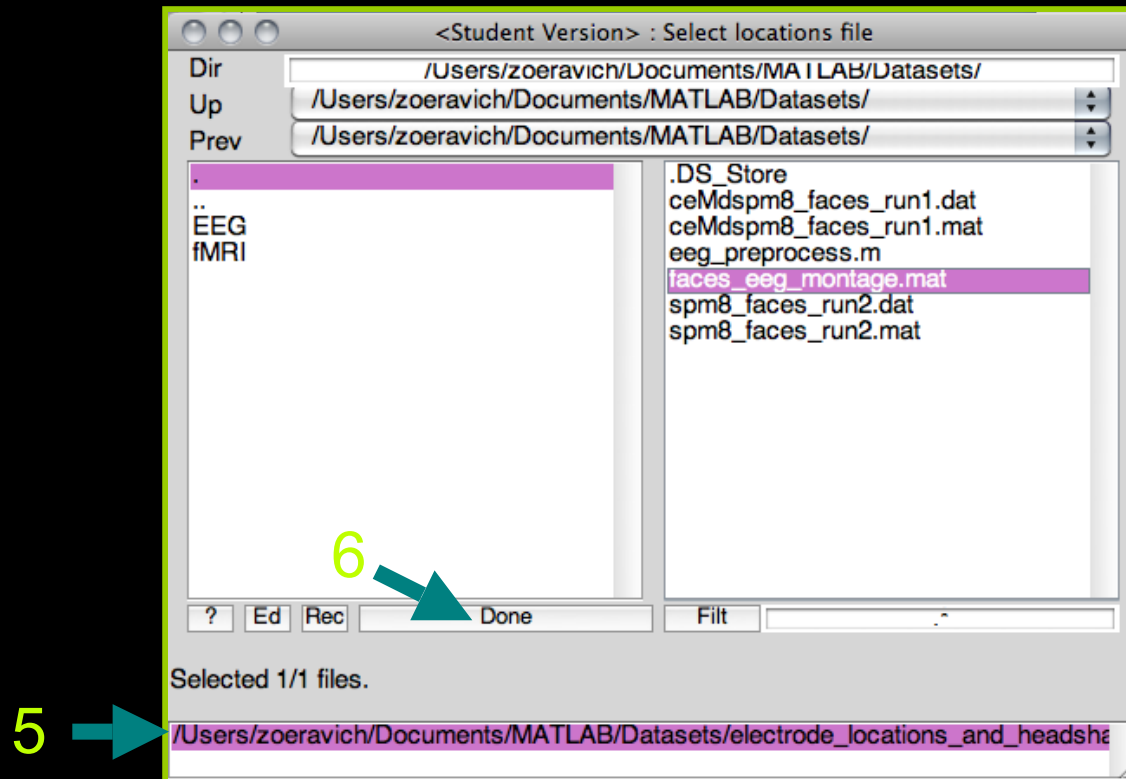 <Student Version> : Select locations file
Dir /Users/zoeravich/Documents/MATLAB/Datasets/
Up /Users/zoeravich/Documents/MATLAB/Datasets/
Prev /Users/zoeravich/Documents/MATLAB/Datasets/
.
..
EEG
fMRI
.DS_Store
ceMdspm8_faces_run1.dat
ceMdspm8_faces_run1.mat
eeg_preprocess.m
faces_eeg_montage.mat
spm8_faces_run2.dat
spm8_faces_run2.mat
6
? Ed Rec Done Filt
Selected 1/1 files.
5 /Users/zoeravich/Documents/MATLAB/Datasets/electrode_locations_and_headsha